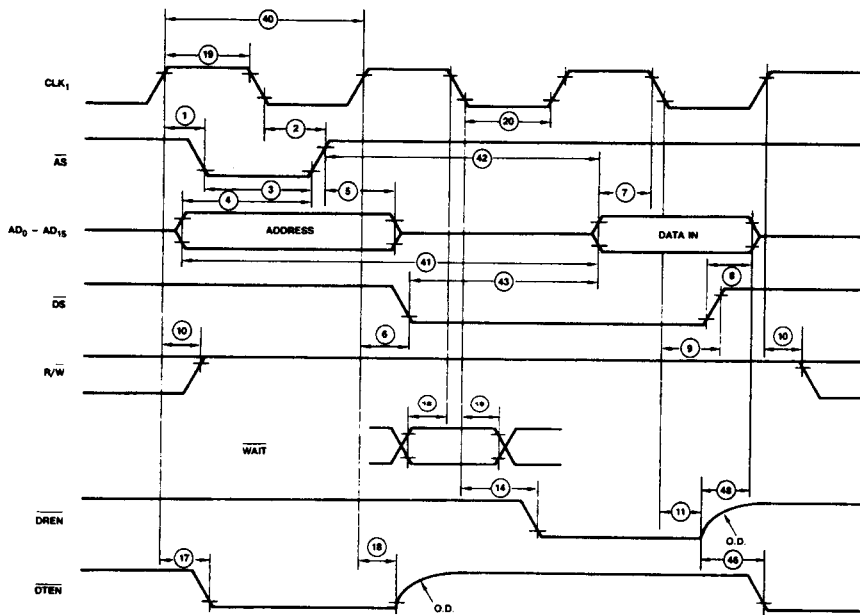 40
19
CLK1
20
1
2
AS
42
3
4
5
7
AD0 – AD15
ADDRESS
DATA IN
41
43
8
DS
6
9
10
10
R/W
WAIT
14
48
11
DREN
O.D.
17
18
46
DTEN
O.D.